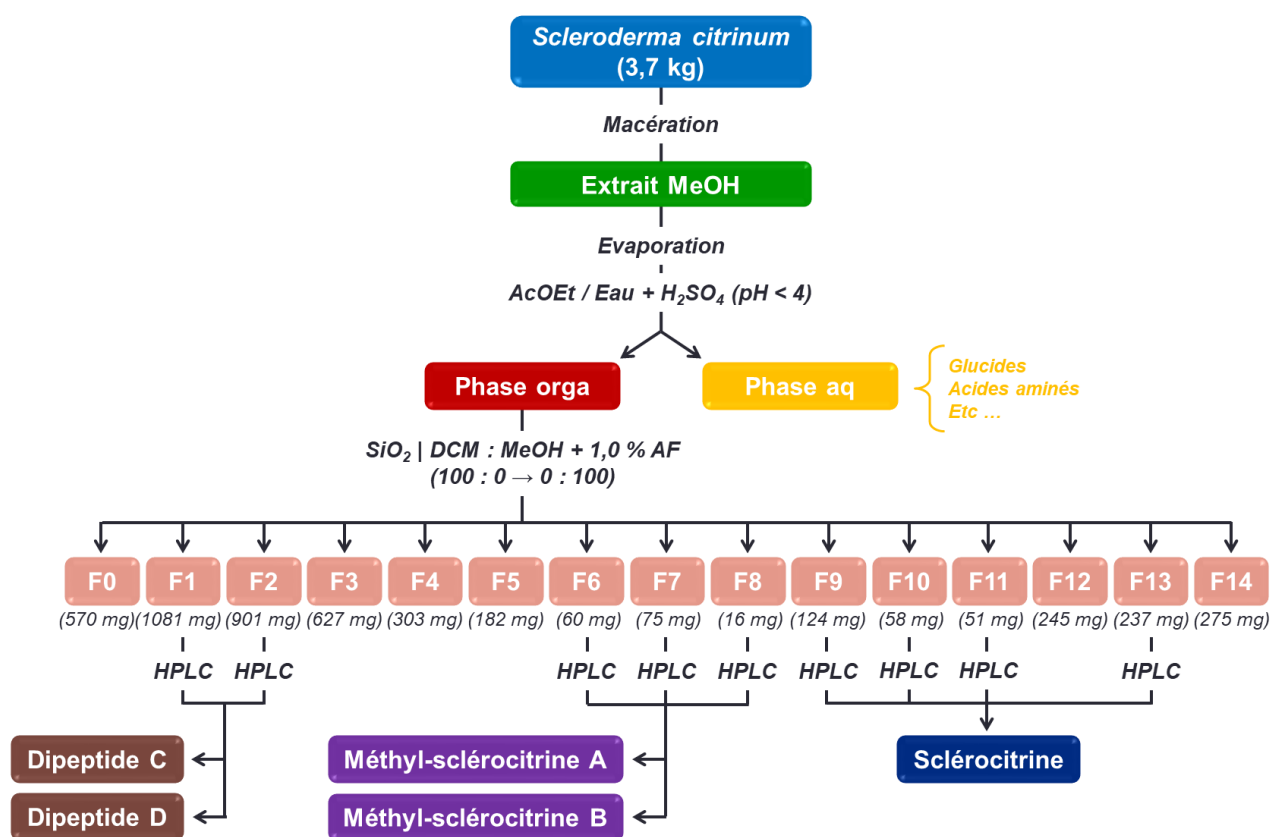 Scleroderma citrinum
(3,7 kg)
Macération
Extrait MeOH
Evaporation
AcOEt / Eau + H₂SO₄ (pH < 4)
Phase orga
Phase aq
Glucides
Acides aminés
Etc ...
SiO₂ | DCM : MeOH + 1,0 % AF
(100 : 0 → 0 : 100)
F0 F1 F2 F3 F4 F5 F6 F7 F8 F9 F10 F11 F12 F13 F14
(570 mg) (1081 mg) (901 mg) (627 mg) (303 mg) (182 mg) (60 mg) (75 mg) (16 mg) (124 mg) (58 mg) (51 mg) (245 mg) (237 mg) (275 mg)
HPLC HPLC HPLC HPLC HPLC HPLC HPLC HPLC HPLC
Dipeptide C
Méthyl-sclérocitrine A
Sclérocitrine
Dipeptide D
Méthyl-sclérocitrine B